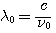 λ₀ = c/ν₀